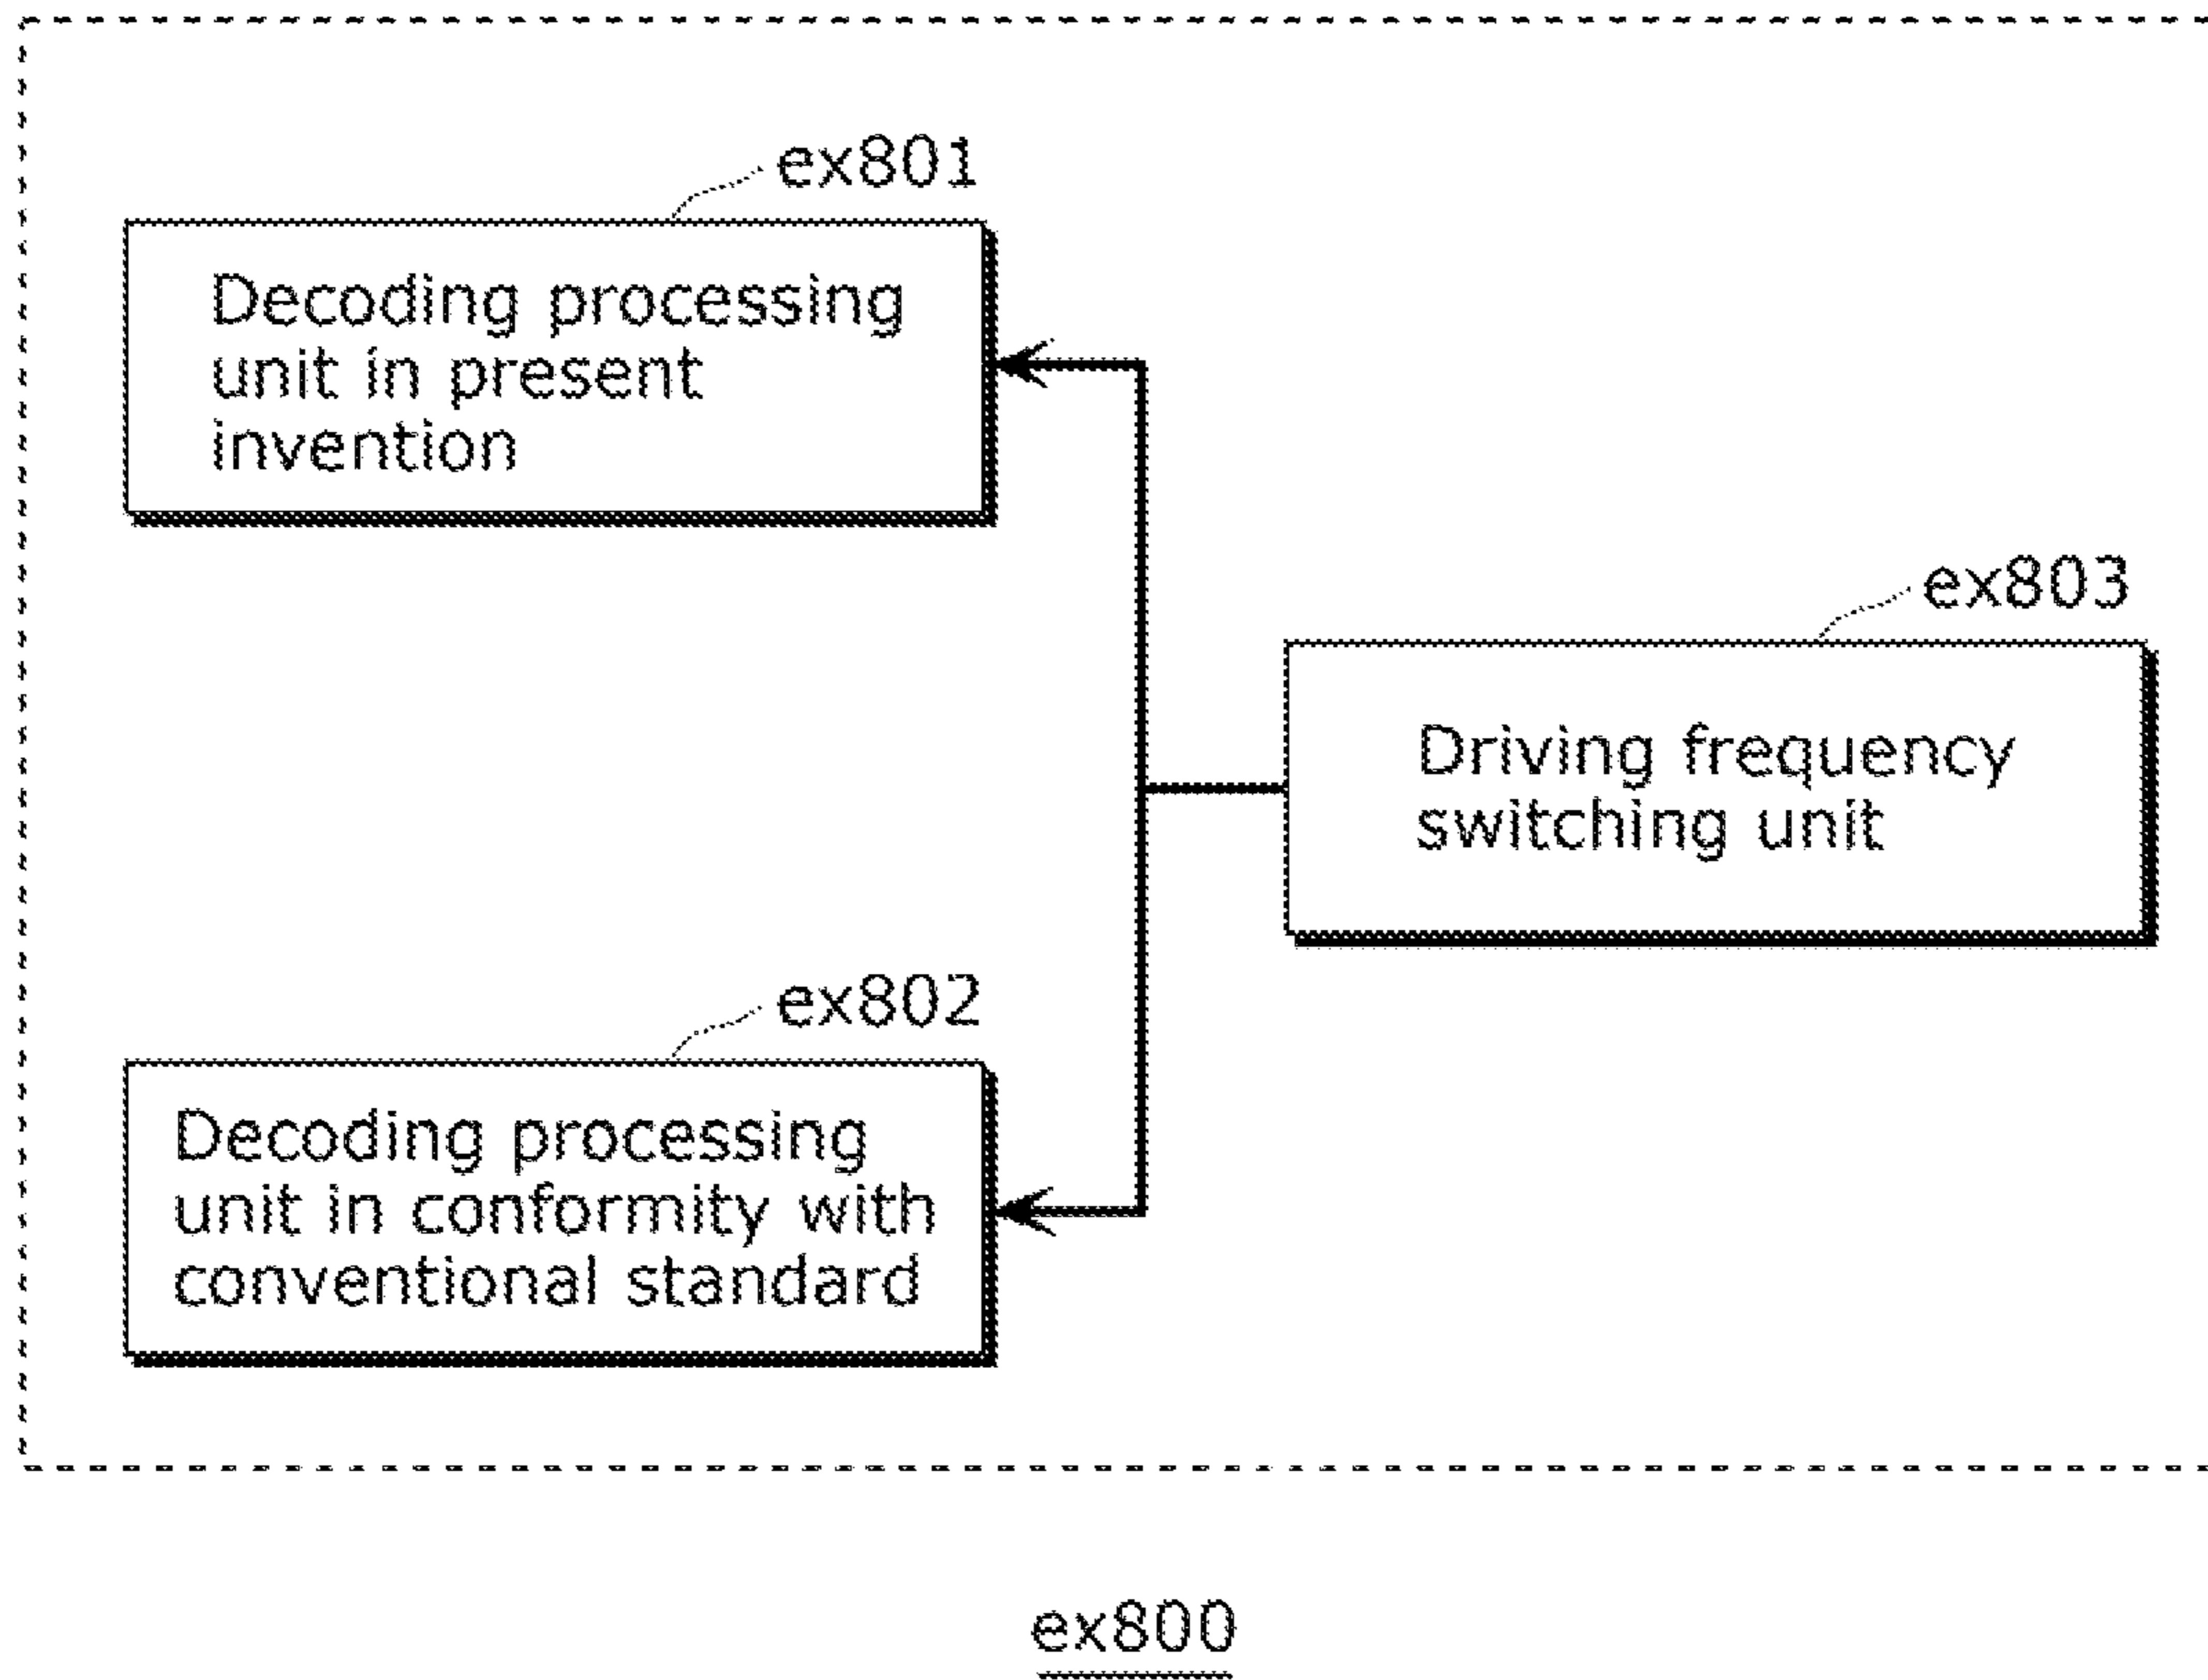 ex801
Decoding processing
unit in present
invention
ex803
Driving frequency
switching unit
ex802
Decoding processing
unit in conformity with
conventional standard
ex800